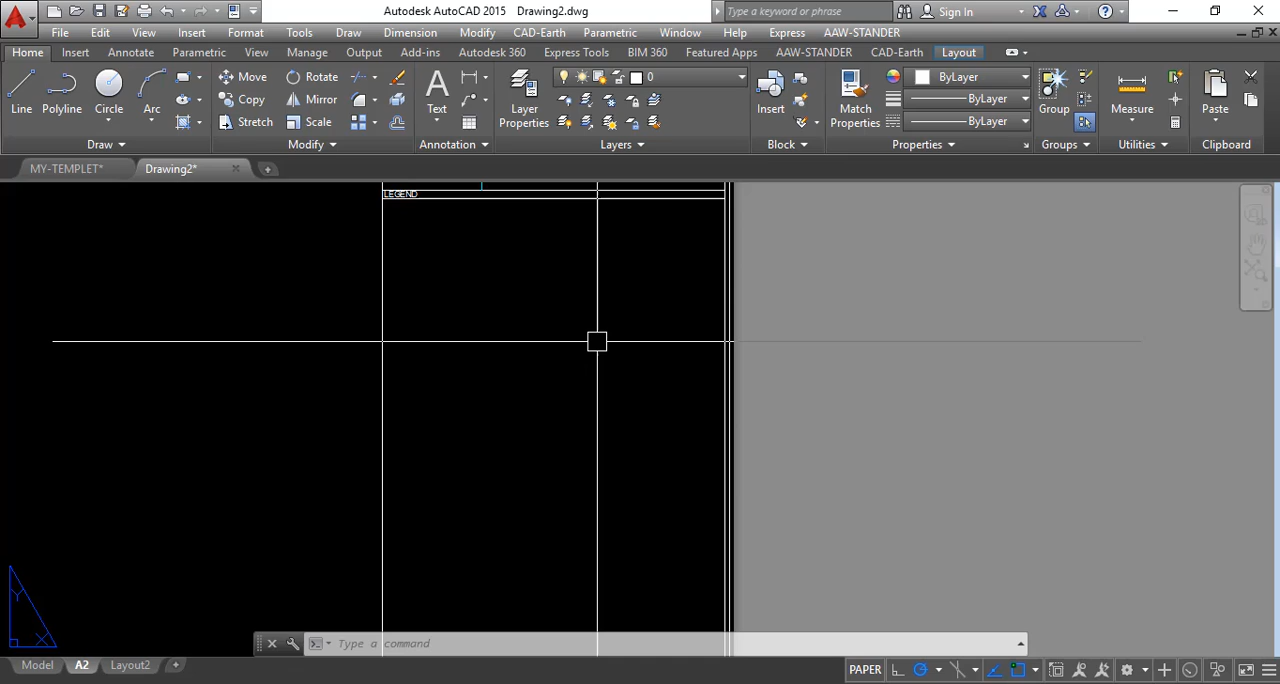 Autodesk AutoCAD 2015 Drawing2.dwg
Type a keyword or phrase
Sign In
File Edit View Insert Format Tools Draw Dimension Modify CAD-Earth Parametric Window Help Express AAW-STANDER
Home Insert Annotate Parametric View Manage Output Add-ins Autodesk 360 Express Tools BIM 360 Featured Apps AAW-STANDER CAD-Earth Layout
Line Polyline Circle Arc
Move Rotate
Copy Mirror
Stretch Scale
Text
Layer Properties
0
Insert
Match Properties
ByLayer
ByLayer
ByLayer
Group
Measure
Paste
Draw Modify Annotation Layers Block Properties Groups Utilities Clipboard
MY-TEMPLET* Drawing2*
LEGEND
Y
X
Type a command
Model A2 Layout2
PAPER